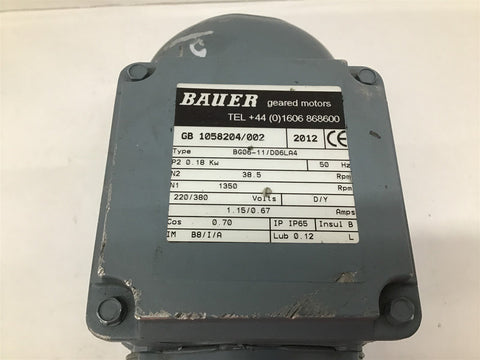 TC
BAUER geared motors
TEL +44 (0)1606 868600
GB 1058204/002 2012 CE
Type BG06-11/D06LA4
P2 0.18 Kw 50 Hz
N2 38.5 Rpm
N1 1350 Rpm
220/380 Volts D/Y
1.15/0.67 Amps
Cos 0.70 IP IP65 Insul B
IM B8/I/A Lub 0.12 L